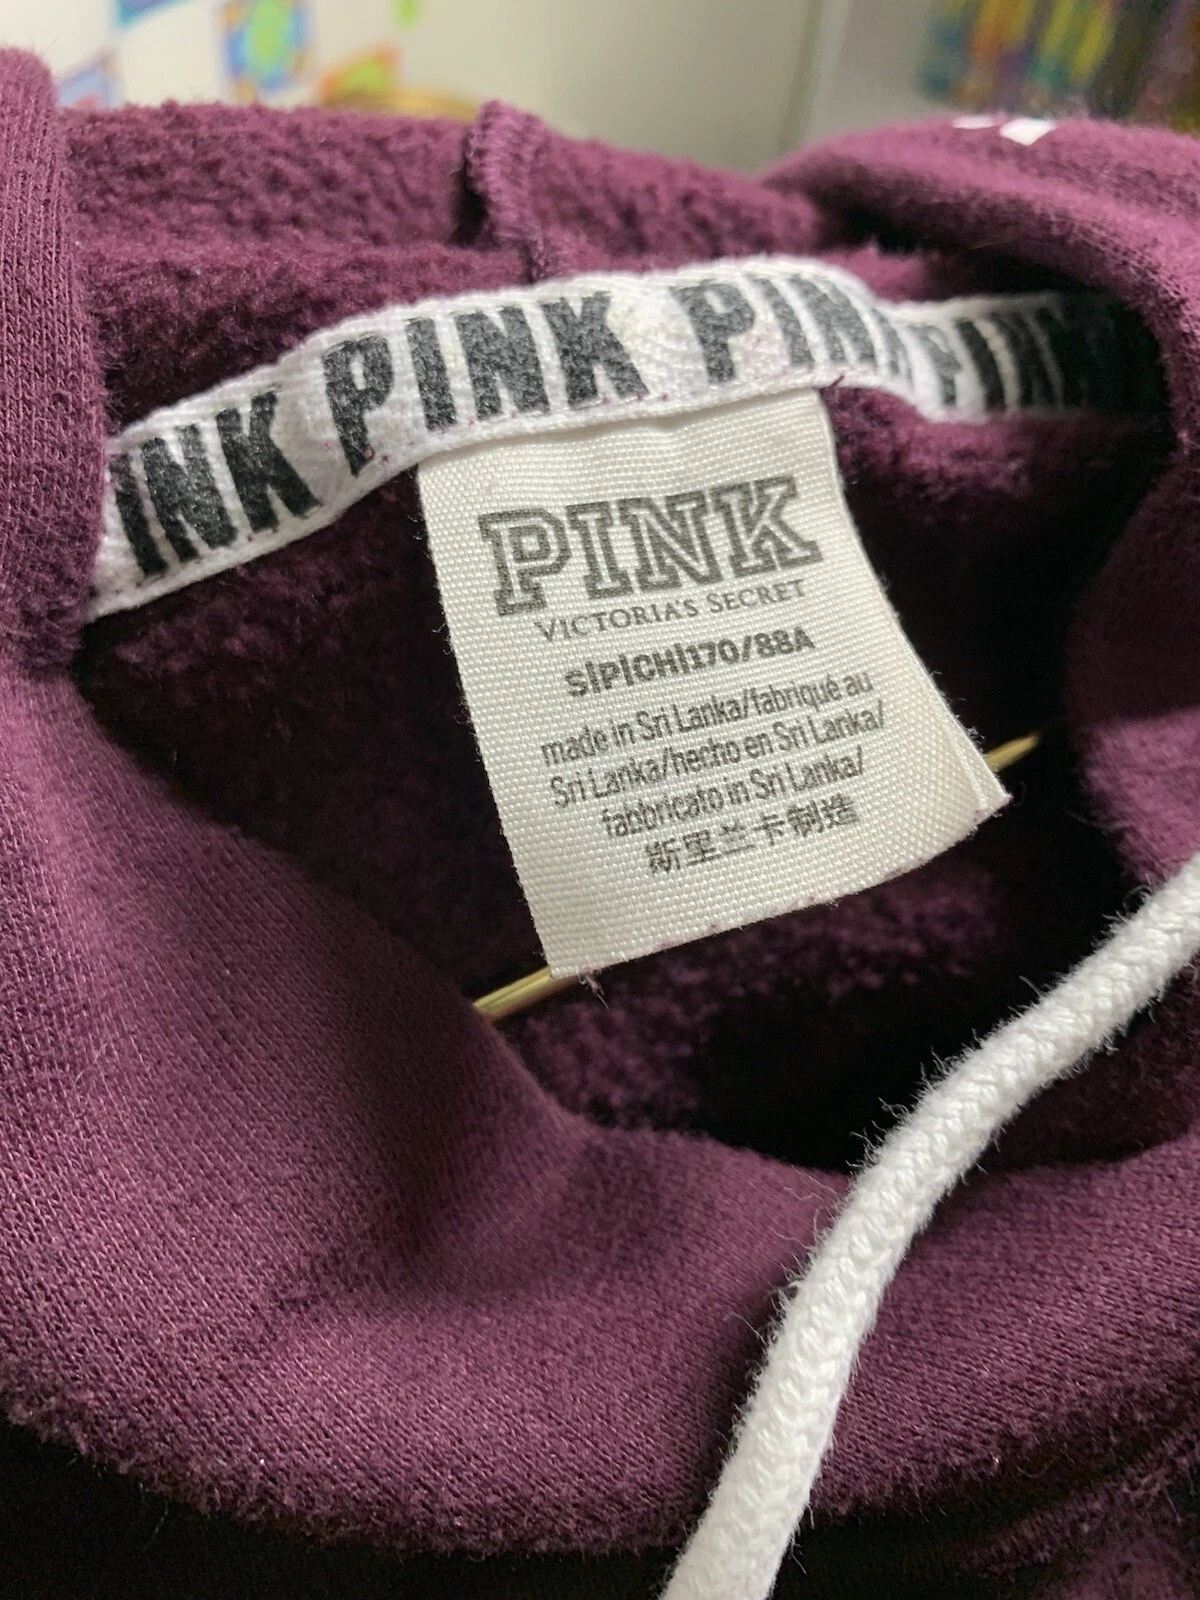 INK PINK PINK PINK
PINK
VICTORIA'S SECRET
S|P|CH|170/88A
made in Sri Lanka/fabriqué au
Sri Lanka/hecho en Sri Lanka/
fabbricato in Sri Lanka/
斯里兰卡制造